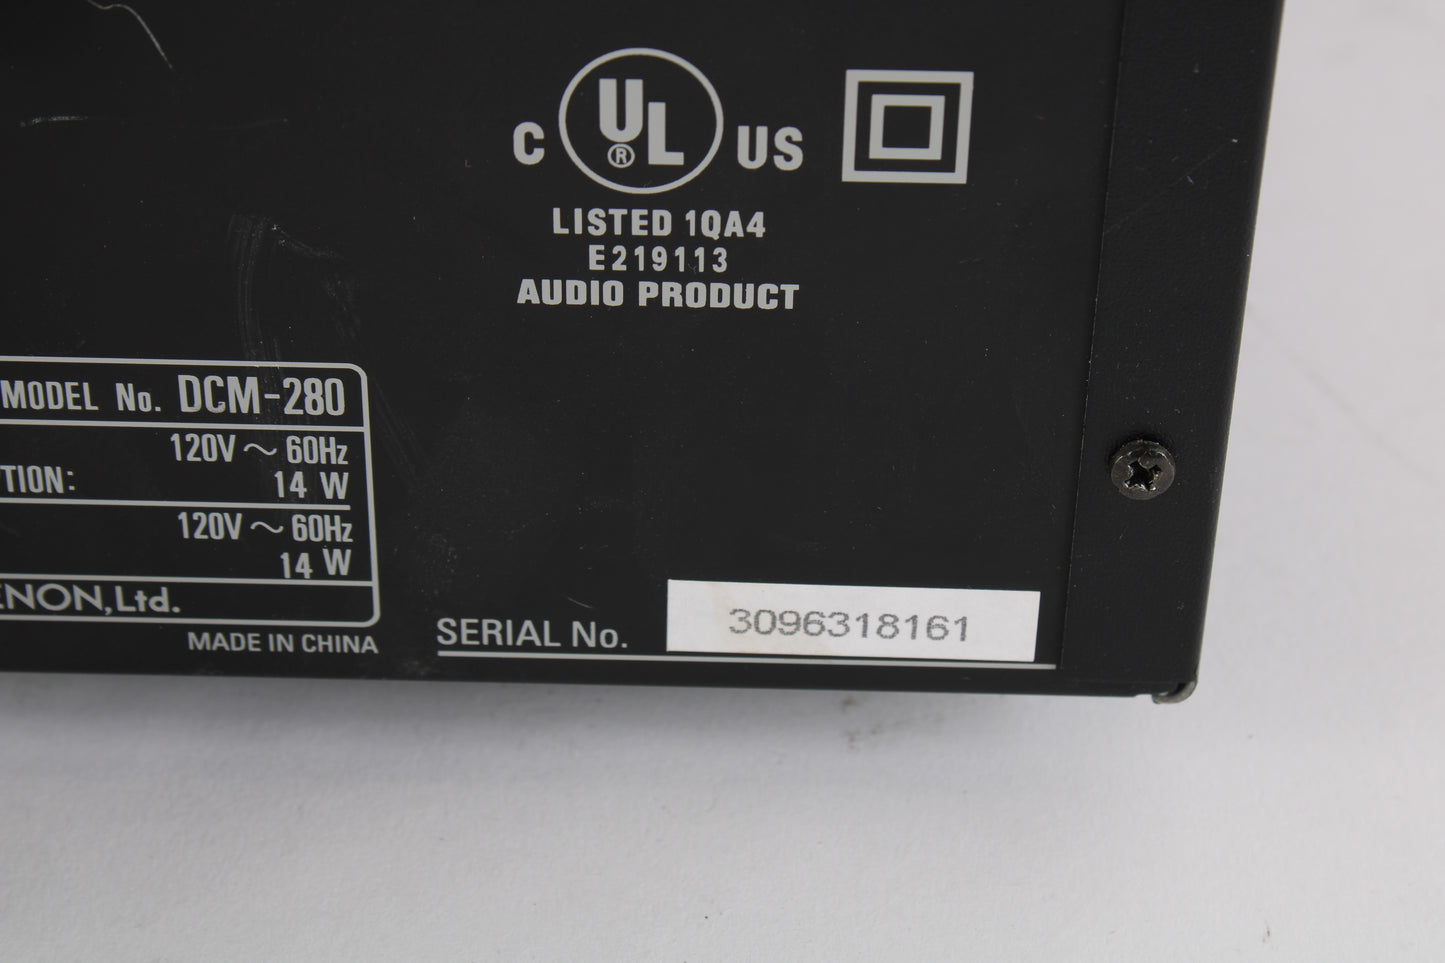 C UL® US
LISTED 1QA4
E219113
AUDIO PRODUCT
MODEL No. DCM-280
120V ~ 60Hz
TION: 14 W
120V ~ 60Hz
14 W
ENON, Ltd.
MADE IN CHINA
SERIAL No. 3096318161